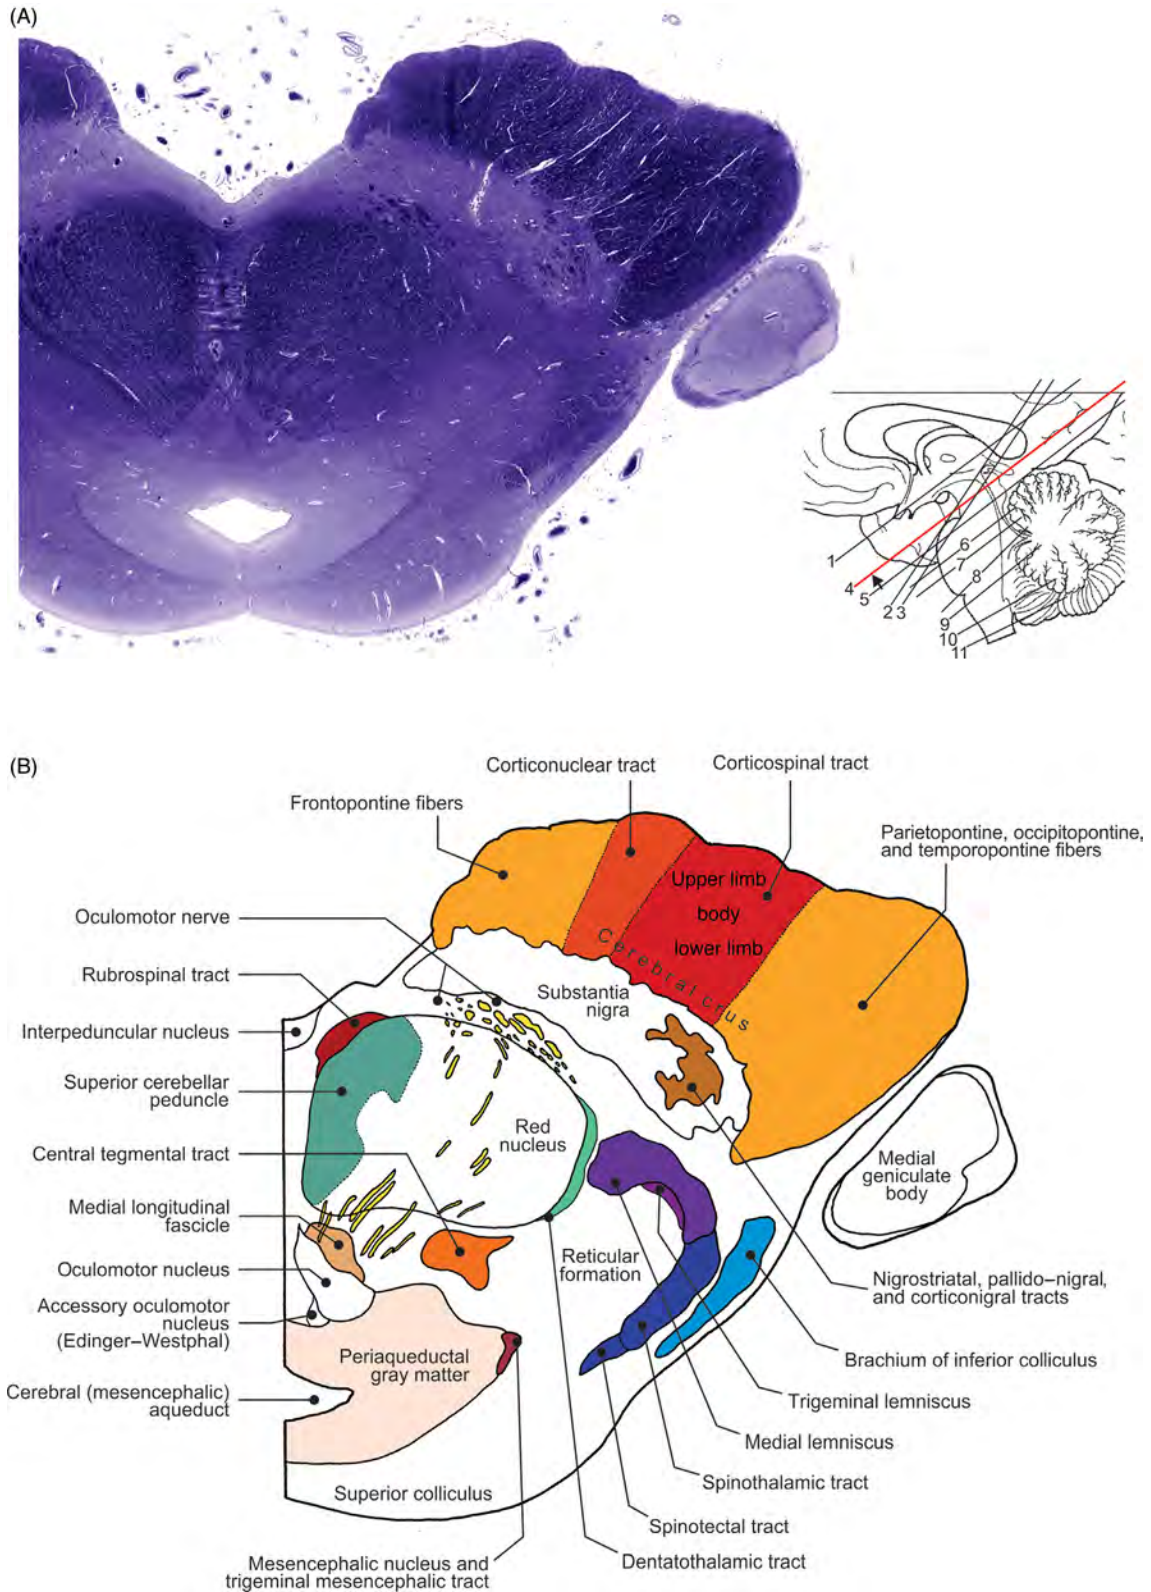 (A)
1
4
5
2 3
6
7
8
9
10
11
(B)
Corticonuclear tract
Corticospinal tract
Frontopontine fibers
Parietopontine, occipitopontine,
and temporopontine fibers
Upper limb
body
lower limb
Cerebral crus
Oculomotor nerve
Rubrospinal tract
Substantia
nigra
Interpeduncular nucleus
Superior cerebellar
peduncle
Red
nucleus
Central tegmental tract
Medial
geniculate
body
Medial longitudinal
fascicle
Reticular
formation
Oculomotor nucleus
Nigrostriatal, pallido–nigral,
and corticonigral tracts
Accessory oculomotor
nucleus
(Edinger–Westphal)
Periaqueductal
gray matter
Brachium of inferior colliculus
Cerebral (mesencephalic)
aqueduct
Trigeminal lemniscus
Medial lemniscus
Spinothalamic tract
Superior colliculus
Spinotectal tract
Dentatothalamic tract
Mesencephalic nucleus and
trigeminal mesencephalic tract